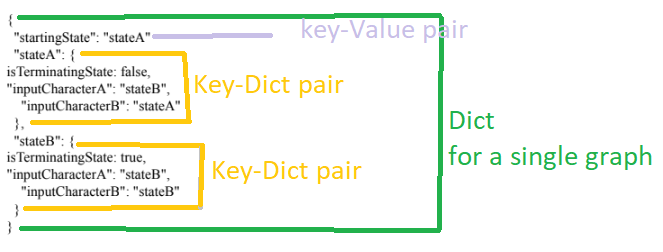 {
"startingState": "stateA"
key-Value pair
"stateA": {
isTerminatingState: false,
"inputCharacterA": "stateB",
"inputCharacterB": "stateA"
},
Key-Dict pair
"stateB": {
isTerminatingState: true,
"inputCharacterA": "stateB",
"inputCharacterB": "stateB"
}
Key-Dict pair
}
Dict
for a single graph